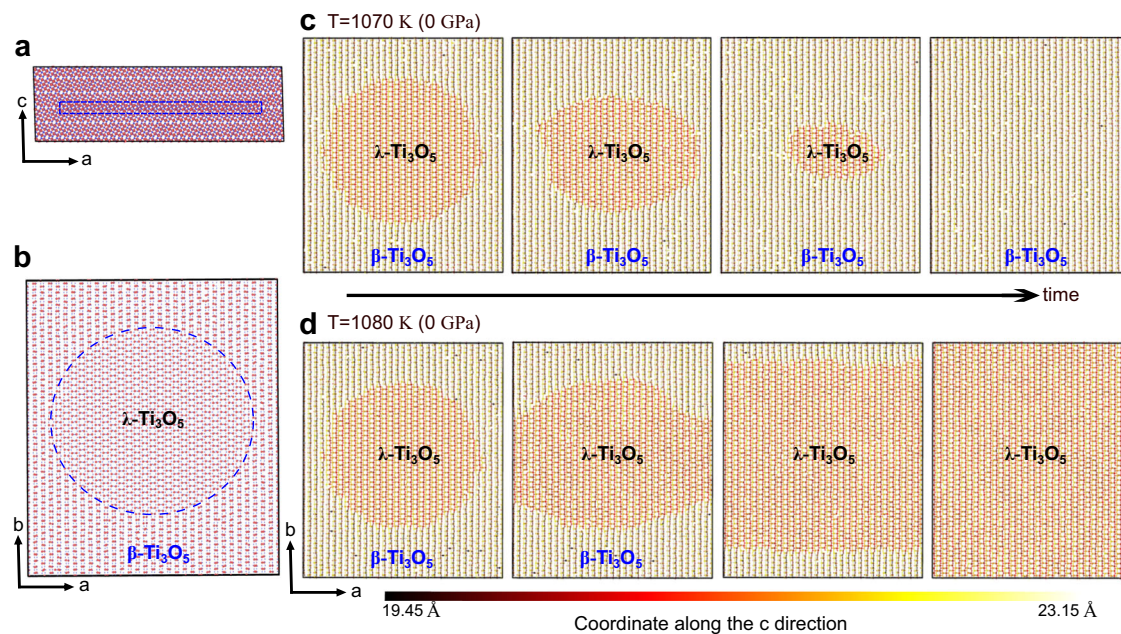 a
c
a
b
λ-Ti₃O₅
β-Ti₃O₅
b
a
c T=1070 K (0 GPa)
λ-Ti₃O₅ λ-Ti₃O₅ λ-Ti₃O₅
β-Ti₃O₅ β-Ti₃O₅ β-Ti₃O₅ β-Ti₃O₅
time
d T=1080 K (0 GPa)
λ-Ti₃O₅ λ-Ti₃O₅ λ-Ti₃O₅ λ-Ti₃O₅
β-Ti₃O₅ β-Ti₃O₅
b
a
19.45 Å 23.15 Å
Coordinate along the c direction